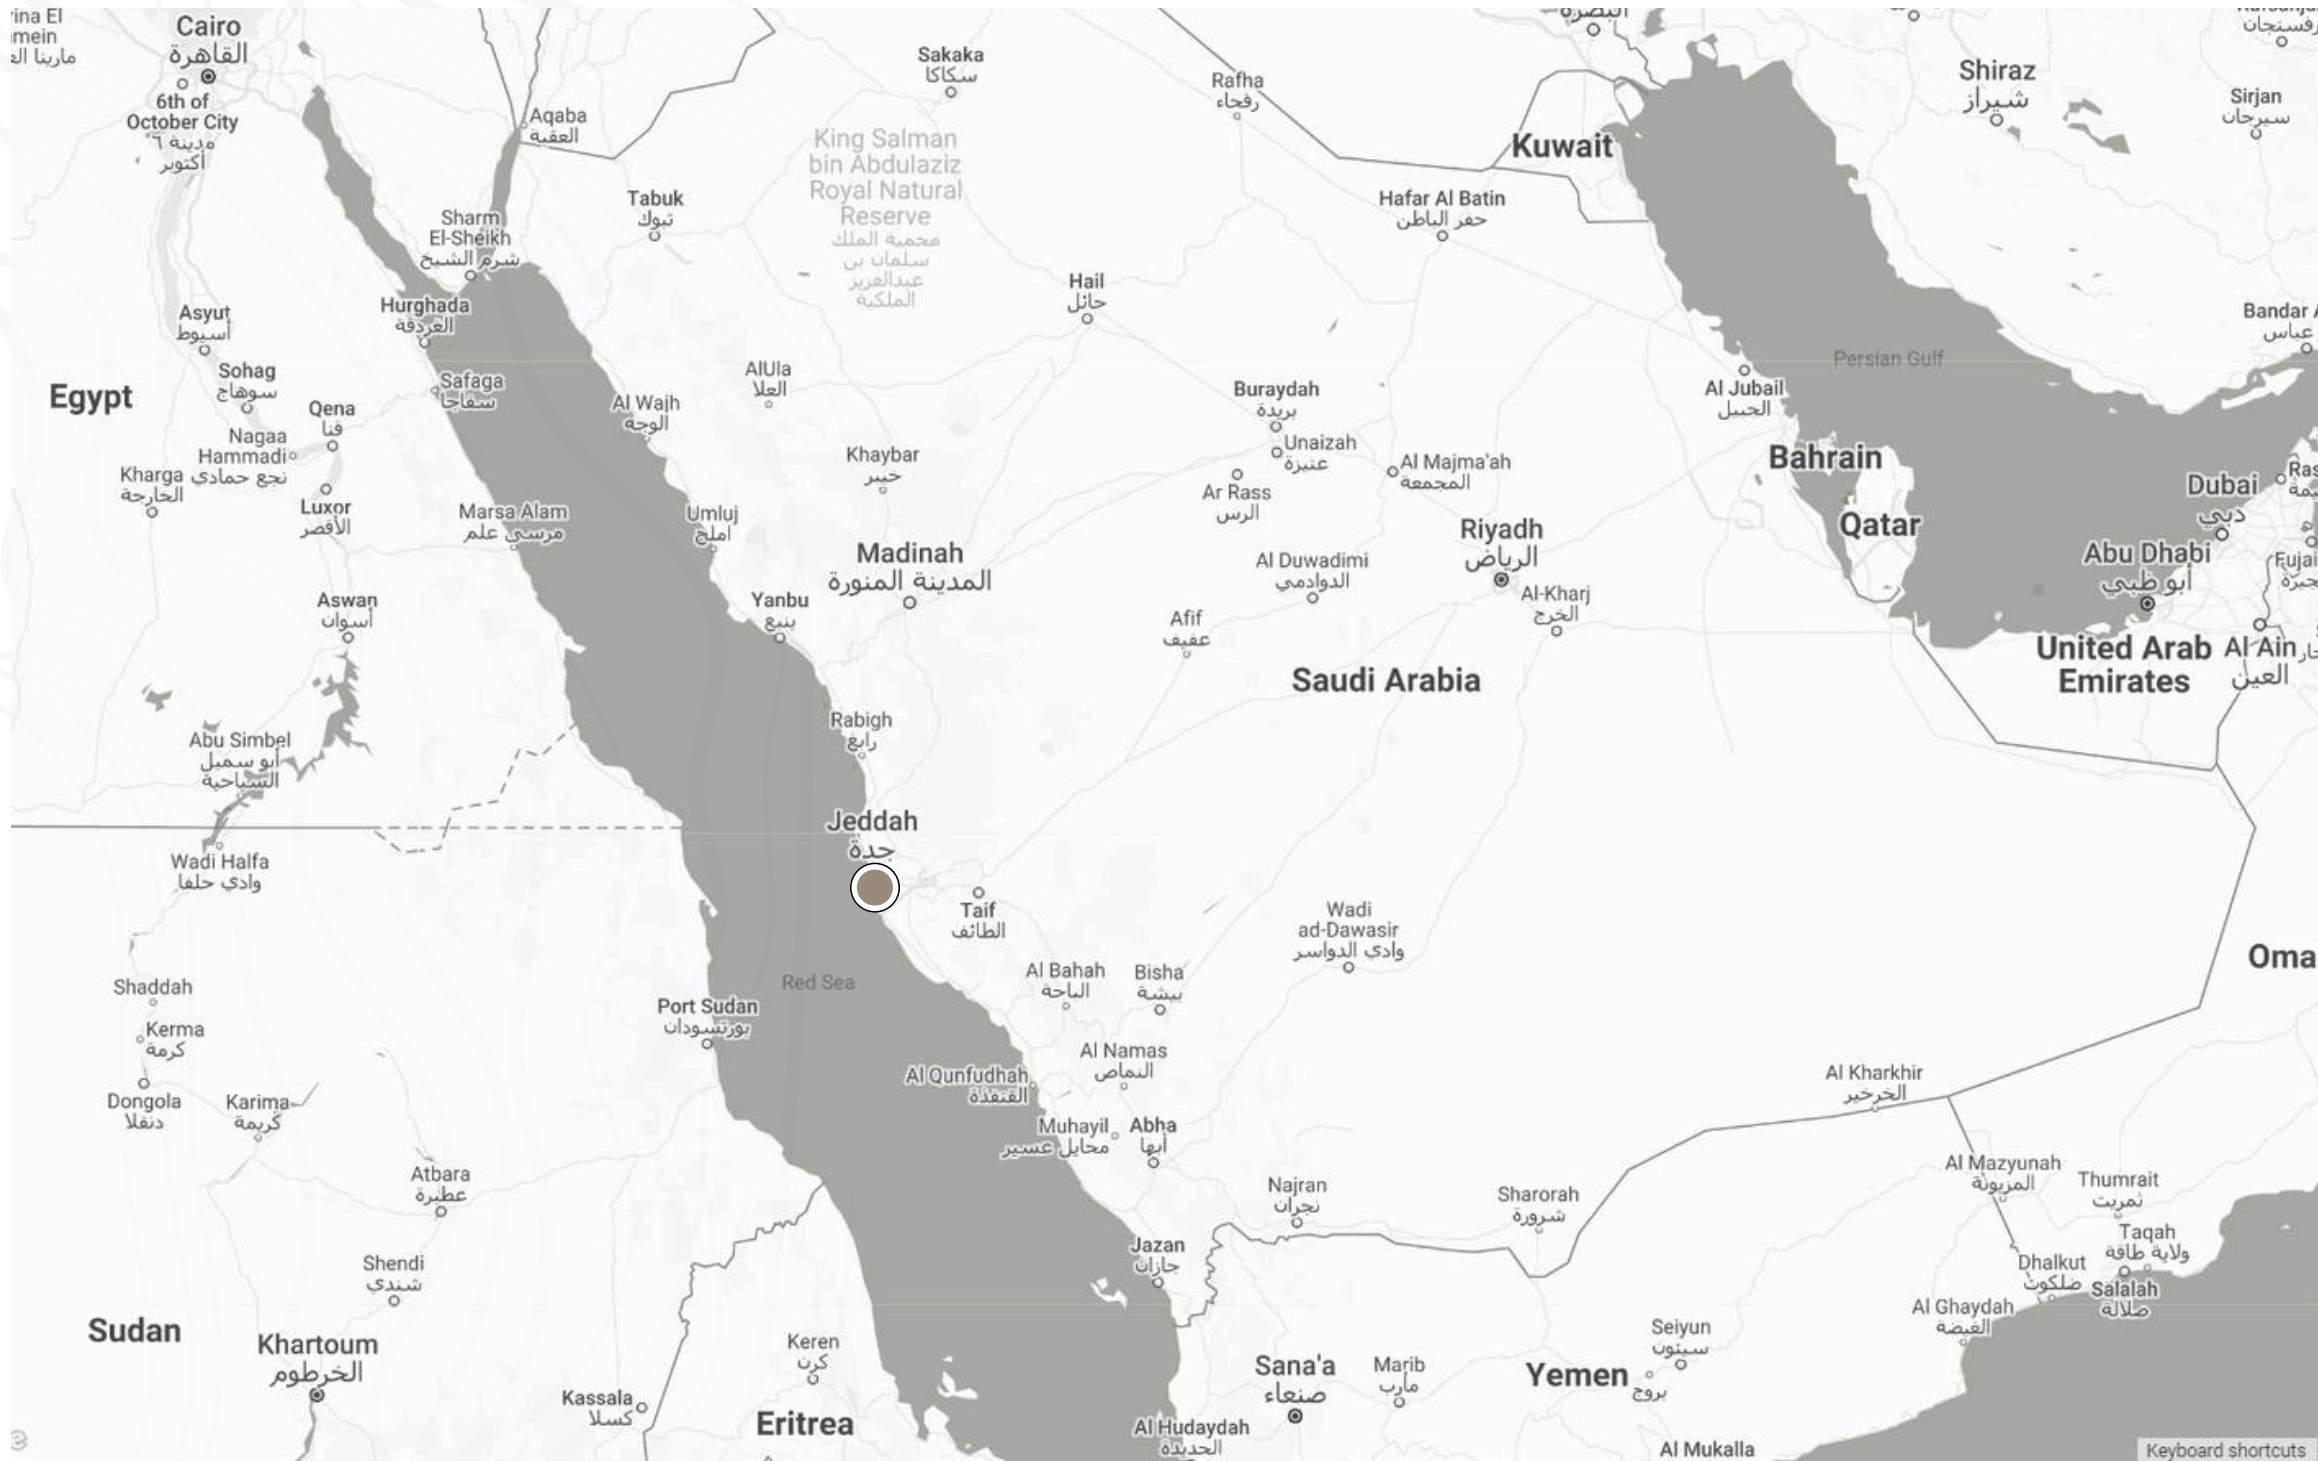 Cairo
القاهرة
6th of
October City
مدينة ٦
أكتوبر
Aqaba
العقبة
Sakaka
سكاكا
King Salman
bin Abdulaziz
Royal Natural
Reserve
محمية الملك
سلمان بن
عبدالعزيز
الملكية
Rafha
رفحاء
Kuwait
Shiraz
شیراز
Sirjan
سیرجان
Tabuk
تبوك
Sharm
El-Sheikh
شرم الشيخ
Hafar Al Batin
حفر الباطن
Hail
حائل
Hurghada
الغردقة
Asyut
أسيوط
Sohag
سوهاج
Safaga
سفاجا
AlUla
العلا
Al Wajh
الوجه
Persian Gulf
Al Jubail
الجبيل
Buraydah
بريدة
Unaizah
عنيزة
Egypt
Qena
قنا
Nagaa
Hammadi
نجع حمادي
Kharga
الخارجة
Luxor
الأقصر
Marsa Alam
مرسى علم
Umluj
املج
Khaybar
خيبر
Ar Rass
الرس
Al Majma'ah
المجمعة
Bahrain
Qatar
Dubai
دبي
Riyadh
الرياض
Al-Kharj
الخرج
Abu Dhabi
أبو ظبي
Madinah
المدينة المنورة
Al Duwadimi
الدوادمي
Yanbu
ينبع
Aswan
أسوان
Afif
عفيف
United Arab
Emirates
Al Ain
العين
Saudi Arabia
Rabigh
رابغ
Abu Simbel
أبو سمبل
السياحية
Jeddah
جدة
Wadi Halfa
وادي حلفا
Taif
الطائف
Wadi
ad-Dawasir
وادي الدواسر
Red Sea
Al Bahah
الباحة
Bisha
بيشة
Shaddah
Port Sudan
بورتسودان
Kerma
كرمة
Al Namas
النماص
Al Qunfudhah
القنفذة
Dongola
دنقلا
Karima
كريمة
Muhayil
محايل عسير
Abha
أبها
Al Kharkhir
الخرخير
Atbara
عطبرة
Najran
نجران
Sharorah
شرورة
Al Mazyunah
المزيونة
Thumrait
ثمريت
Taqah
ولاية طاقة
Jazan
جازان
Shendi
شندي
Dhalkut
ضلكوت
Salalah
صلالة
Al Ghaydah
الغيضة
Sudan
Khartoum
الخرطوم
Keren
كرن
Seiyun
سيئون
Sana'a
صنعاء
Marib
مأرب
Yemen
بروج
Kassala
كسلا
Eritrea
Al Hudaydah
الحديدة
Al Mukalla
Keyboard shortcuts